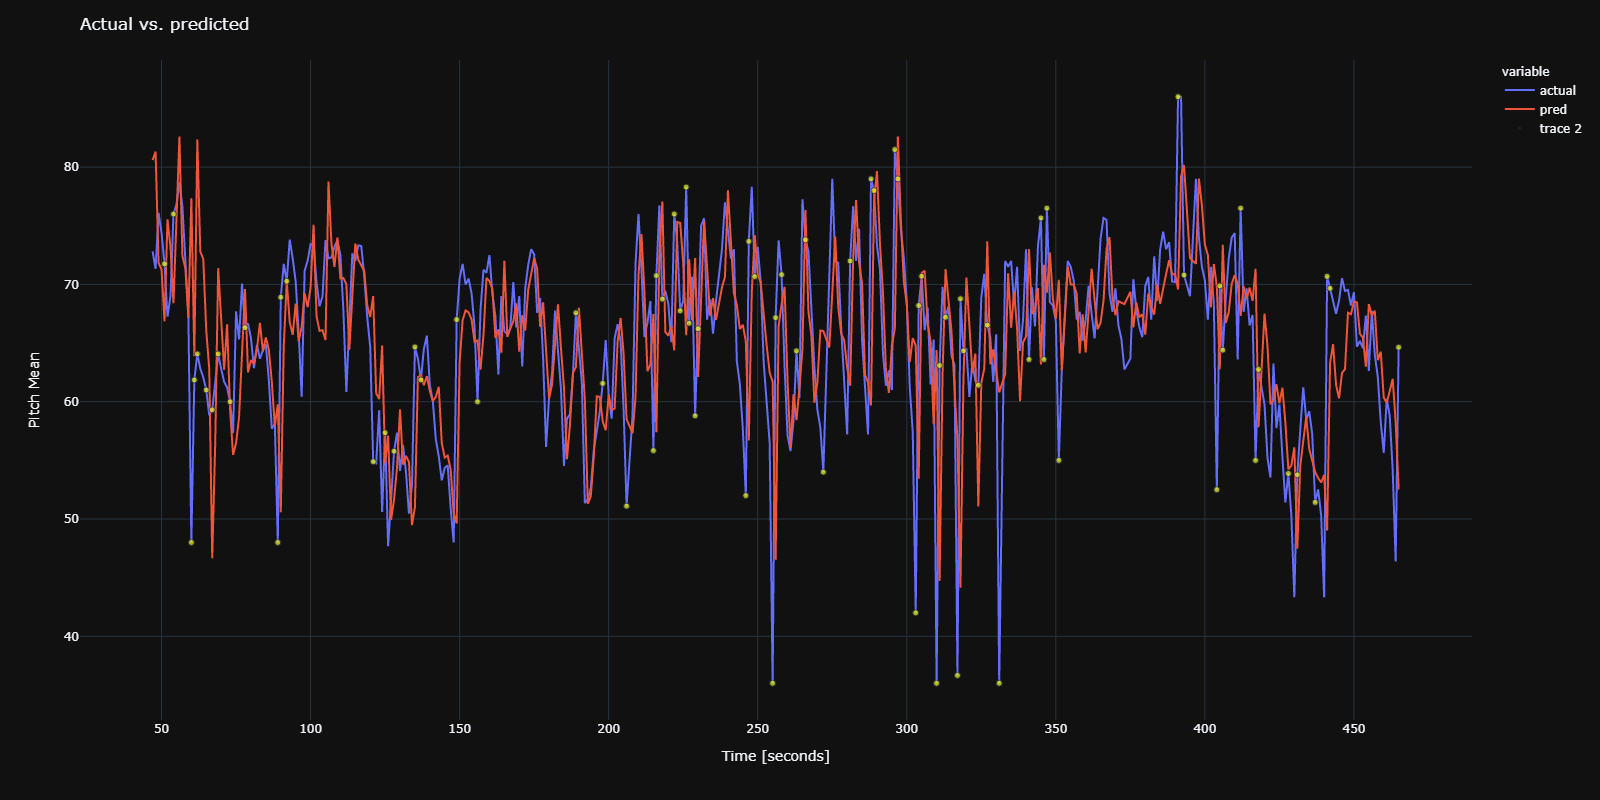 Actual vs. predicted
variable
actual
pred
trace 2
Pitch Mean
80
70
60
50
40
50 100 150 200 250 300 350 400 450
Time [seconds]